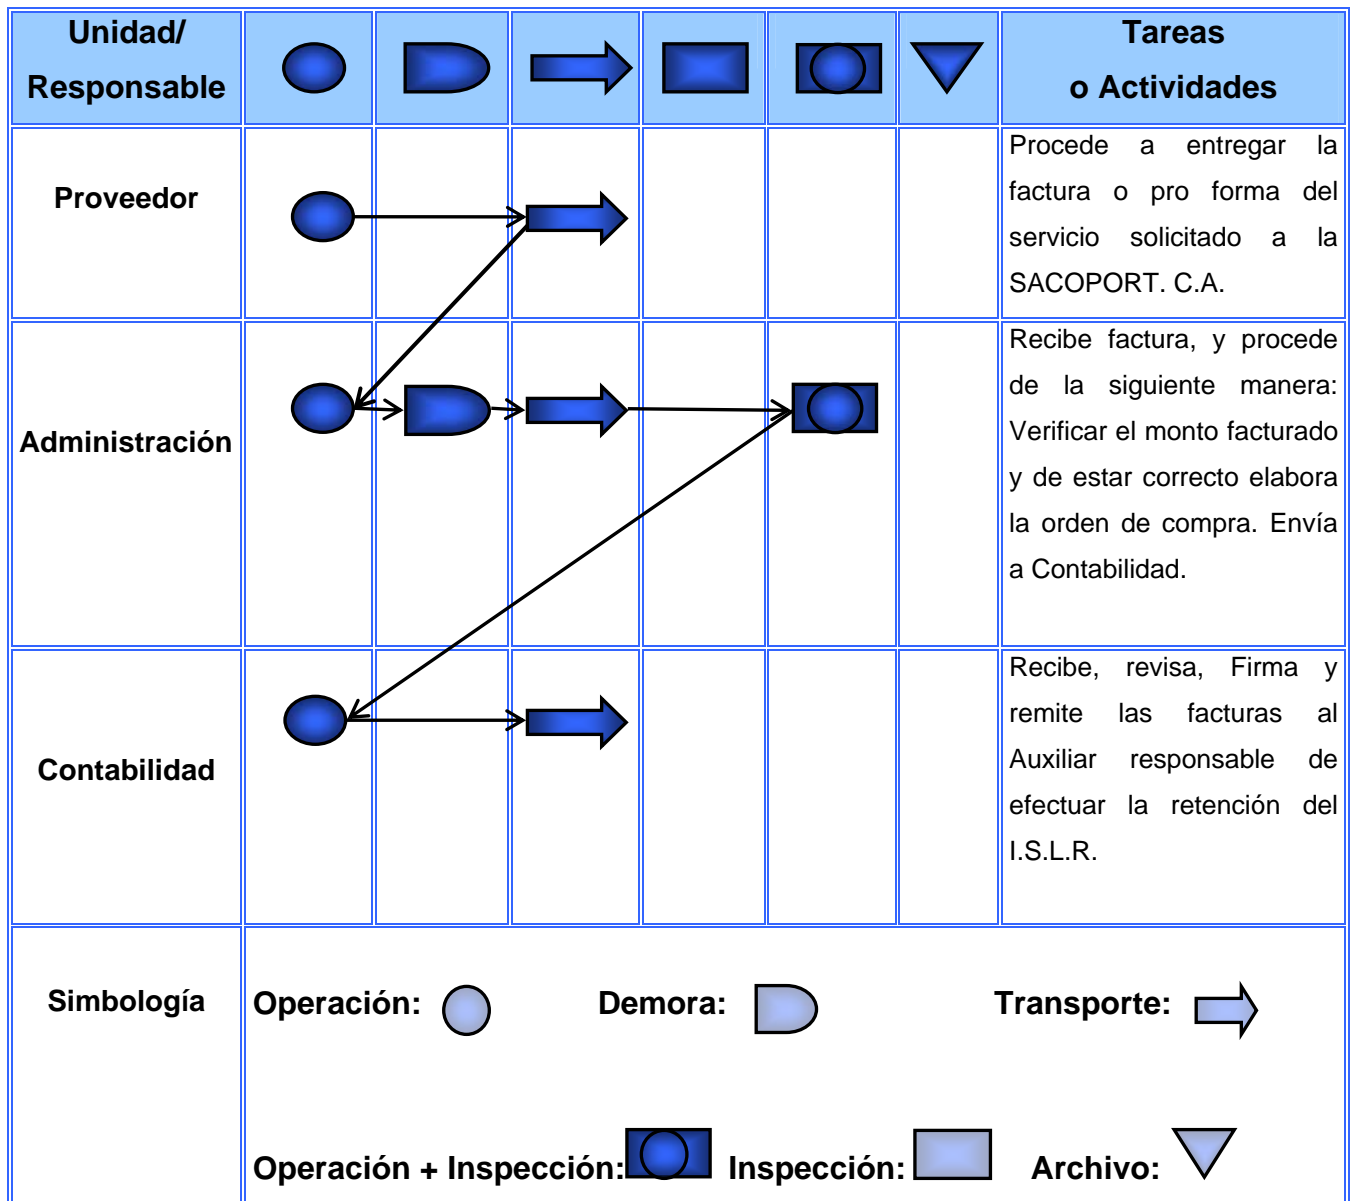 Unidad/
Responsable
Tareas
o Actividades
Proveedor
Procede a entregar la
factura o pro forma del
servicio solicitado a la
SACOPORT. C.A.
Administración
Recibe factura, y procede
de la siguiente manera:
Verificar el monto facturado
y de estar correcto elabora
la orden de compra. Envía
a Contabilidad.
Contabilidad
Recibe, revisa, Firma y
remite las facturas al
Auxiliar responsable de
efectuar la retención del
I.S.L.R.
Simbología
Operación: Demora: Transporte:
Operación + Inspección: Inspección: Archivo: